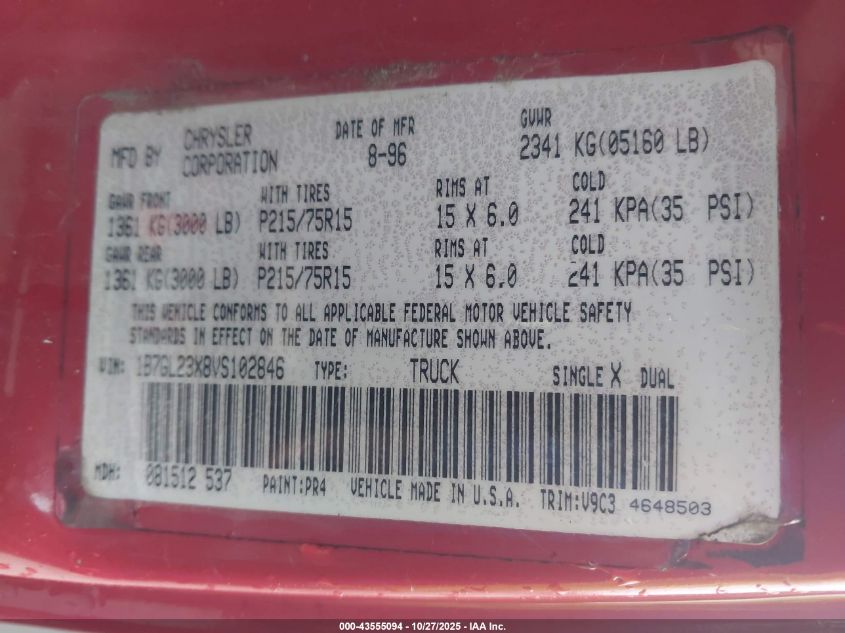 MFD BY CHRYSLER CORPORATION DATE OF MFR 8-96 GVWR 2341 KG(05160 LB)
GAWR FRONT WITH TIRES RIMS AT COLD
1361 KG(3000 LB) P215/75R15 15 X 6.0 241 KPA(35 PSI)
GAWR REAR WITH TIRES RIMS AT COLD
1361 KG(3000 LB) P215/75R15 15 X 6.0 241 KPA(35 PSI)
THIS VEHICLE CONFORMS TO ALL APPLICABLE FEDERAL MOTOR VEHICLE SAFETY
STANDARDS IN EFFECT ON THE DATE OF MANUFACTURE SHOWN ABOVE.
VIN: 1B7GL23X8VS102846 TYPE: TRUCK SINGLE X DUAL
MDH: 081512 537 PAINT:PR4 VEHICLE MADE IN U.S.A. TRIM:V9C3 4648503
000-43555094 | 10/27/2025 | IAA Inc.